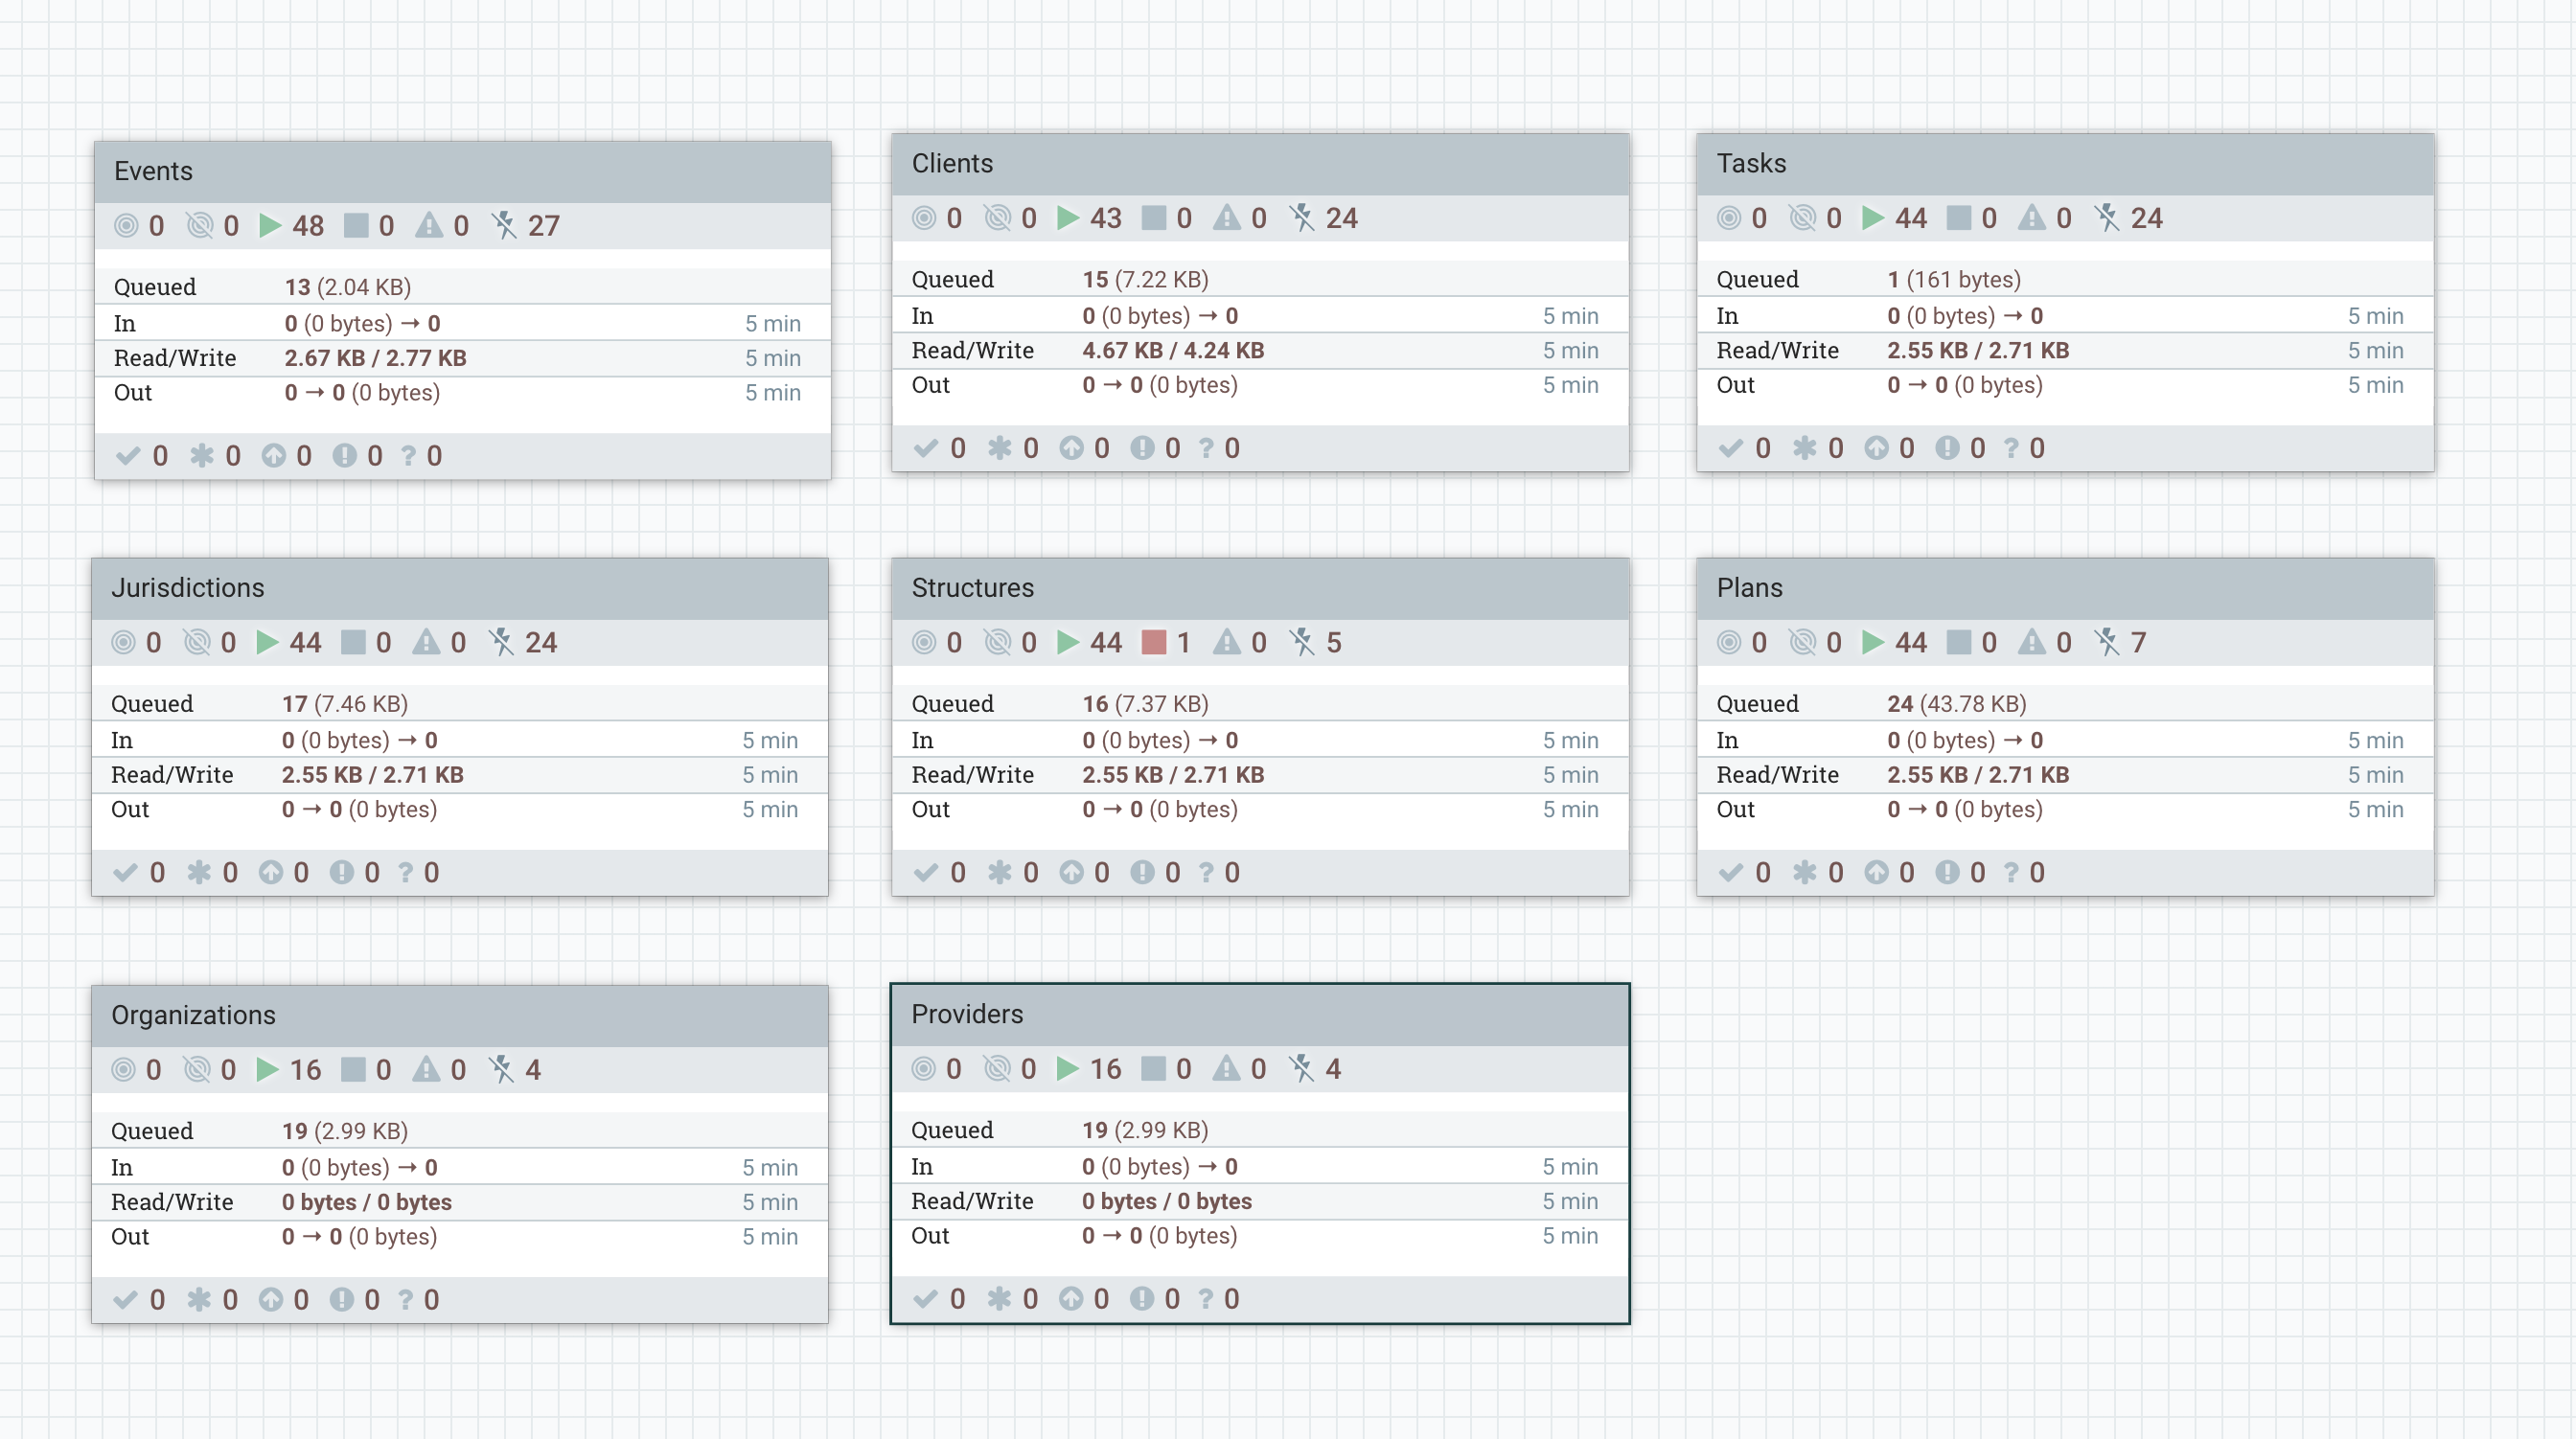 Events
0 0 48 0 0 27
Queued 13 (2.04 KB)
In 0 (0 bytes) → 0 5 min
Read/Write 2.67 KB / 2.77 KB 5 min
Out 0 → 0 (0 bytes) 5 min
0 0 0 0 ? 0
Clients
0 0 43 0 0 24
Queued 15 (7.22 KB)
In 0 (0 bytes) → 0 5 min
Read/Write 4.67 KB / 4.24 KB 5 min
Out 0 → 0 (0 bytes) 5 min
0 0 0 0 ? 0
Tasks
0 0 44 0 0 24
Queued 1 (161 bytes)
In 0 (0 bytes) → 0 5 min
Read/Write 2.55 KB / 2.71 KB 5 min
Out 0 → 0 (0 bytes) 5 min
0 0 0 0 ? 0
Jurisdictions
0 0 44 0 0 24
Queued 17 (7.46 KB)
In 0 (0 bytes) → 0 5 min
Read/Write 2.55 KB / 2.71 KB 5 min
Out 0 → 0 (0 bytes) 5 min
0 0 0 0 ? 0
Structures
0 0 44 1 0 5
Queued 16 (7.37 KB)
In 0 (0 bytes) → 0 5 min
Read/Write 2.55 KB / 2.71 KB 5 min
Out 0 → 0 (0 bytes) 5 min
0 0 0 0 ? 0
Plans
0 0 44 0 0 7
Queued 24 (43.78 KB)
In 0 (0 bytes) → 0 5 min
Read/Write 2.55 KB / 2.71 KB 5 min
Out 0 → 0 (0 bytes) 5 min
0 0 0 0 ? 0
Organizations
0 0 16 0 0 4
Queued 19 (2.99 KB)
In 0 (0 bytes) → 0 5 min
Read/Write 0 bytes / 0 bytes 5 min
Out 0 → 0 (0 bytes) 5 min
0 0 0 0 ? 0
Providers
0 0 16 0 0 4
Queued 19 (2.99 KB)
In 0 (0 bytes) → 0 5 min
Read/Write 0 bytes / 0 bytes 5 min
Out 0 → 0 (0 bytes) 5 min
0 0 0 0 ? 0